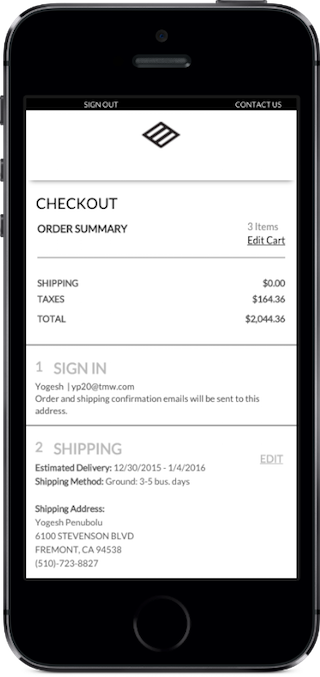 SIGN OUT CONTACT US
CHECKOUT
ORDER SUMMARY 3 Items
Edit Cart
SHIPPING $0.00
TAXES $164.36
TOTAL $2,044.36
1 SIGN IN
Yogesh | yp20@tmw.com
Order and shipping confirmation emails will be sent to this
address.
2 SHIPPING EDIT
Estimated Delivery: 12/30/2015 - 1/4/2016
Shipping Method: Ground: 3-5 bus. days
Shipping Address:
Yogesh Penubolu
6100 STEVENSON BLVD
FREMONT, CA 94538
(510)-723-8827